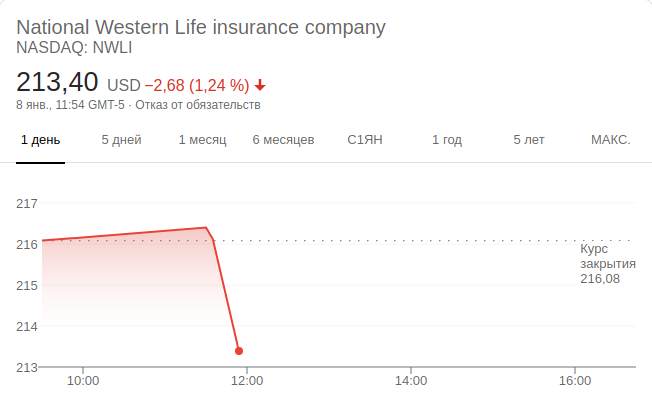 National Western Life insurance company
NASDAQ: NWLI
213,40 USD −2,68 (1,24 %)
8 янв., 11:54 GMT-5 · Отказ от обязательств
1 день 5 дней 1 месяц 6 месяцев С1ЯН 1 год 5 лет МАКС.
217
216
215
214
213
Курс
закрытия
216,08
10:00 12:00 14:00 16:00